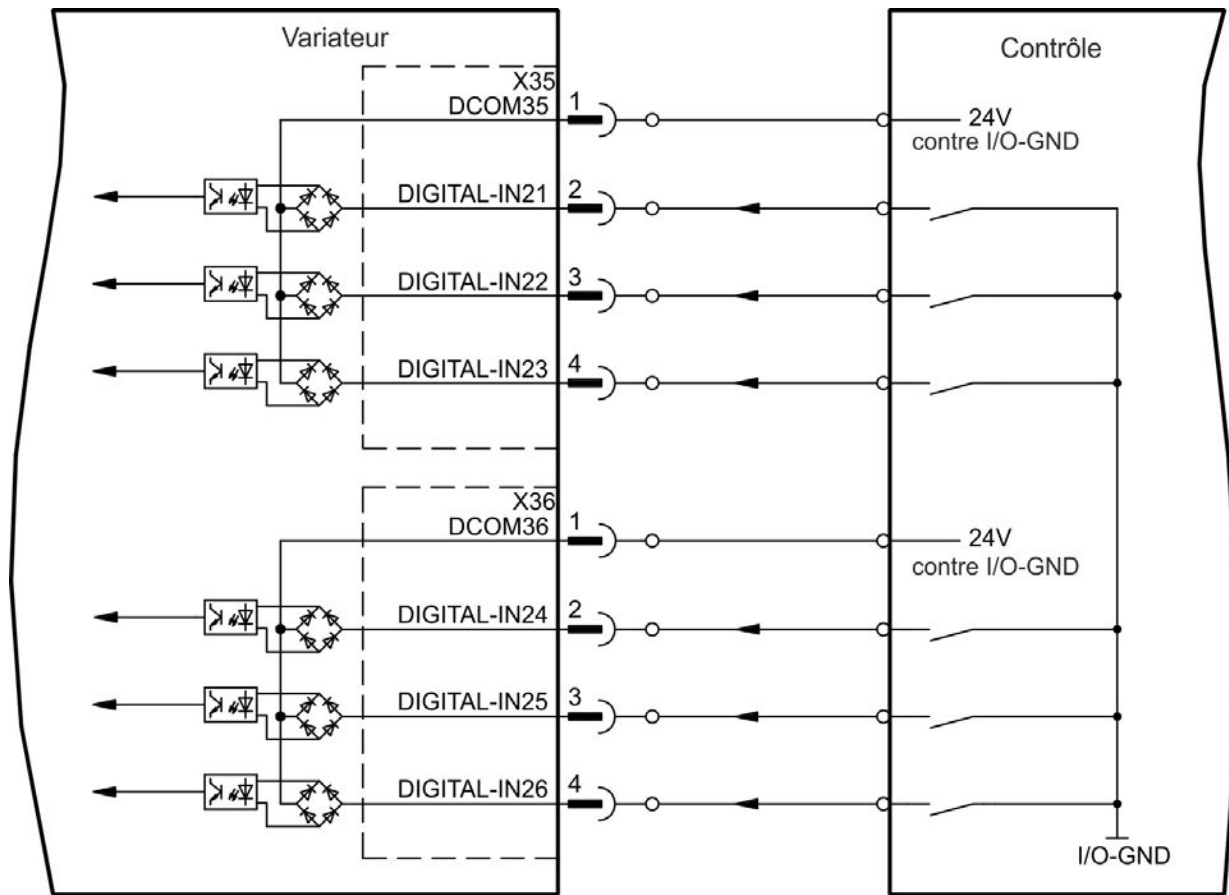 Variateur
Contrôle
X35
DCOM35
1
24V
contre I/O-GND
DIGITAL-IN21
2
DIGITAL-IN22
3
DIGITAL-IN23
4
X36
DCOM36
1
24V
contre I/O-GND
DIGITAL-IN24
2
DIGITAL-IN25
3
DIGITAL-IN26
4
I/O-GND